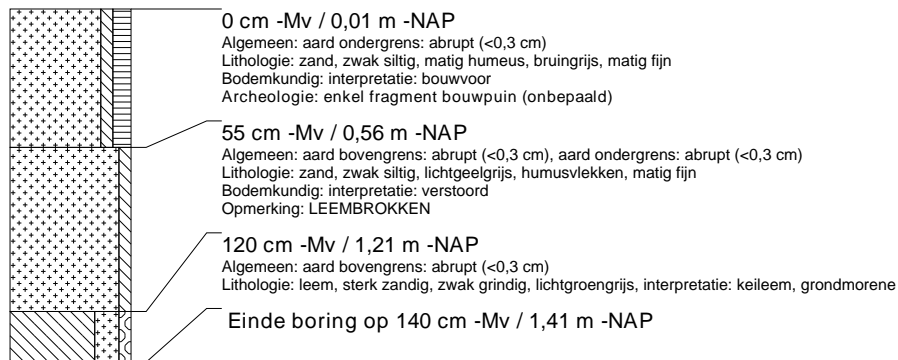 0 cm -Mv / 0,01 m -NAP
Algemeen: aard ondergrens: abrupt (<0,3 cm)
Lithologie: zand, zwak siltig, matig humeus, bruingrijs, matig fijn
Bodemkundig: interpretatie: bouwvoor
Archeologie: enkel fragment bouwpuin (onbepaald)
55 cm -Mv / 0,56 m -NAP
Algemeen: aard bovengrens: abrupt (<0,3 cm), aard ondergrens: abrupt (<0,3 cm)
Lithologie: zand, zwak siltig, lichtgeelgrijs, humusvlekken, matig fijn
Bodemkundig: interpretatie: verstoord
Opmerking: LEEMBROKKEN
120 cm -Mv / 1,21 m -NAP
Algemeen: aard bovengrens: abrupt (<0,3 cm)
Lithologie: leem, sterk zandig, zwak grindig, lichtgroengrijs, interpretatie: keileem, grondmorene
Einde boring op 140 cm -Mv / 1,41 m -NAP